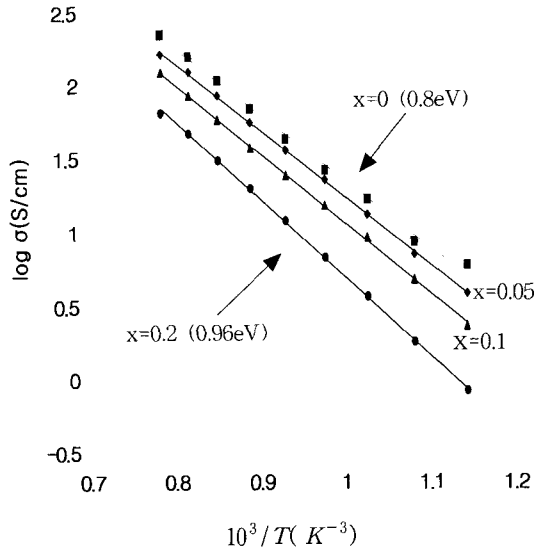 2.5
2
x=0 (0.8eV)
1.5
log σ(S/cm)
1
0.5
x=0.05
x=0.2 (0.96eV)
x=0.1
0
−0.5
0.7 0.8 0.9 1 1.1 1.2
10³/T( K⁻³)